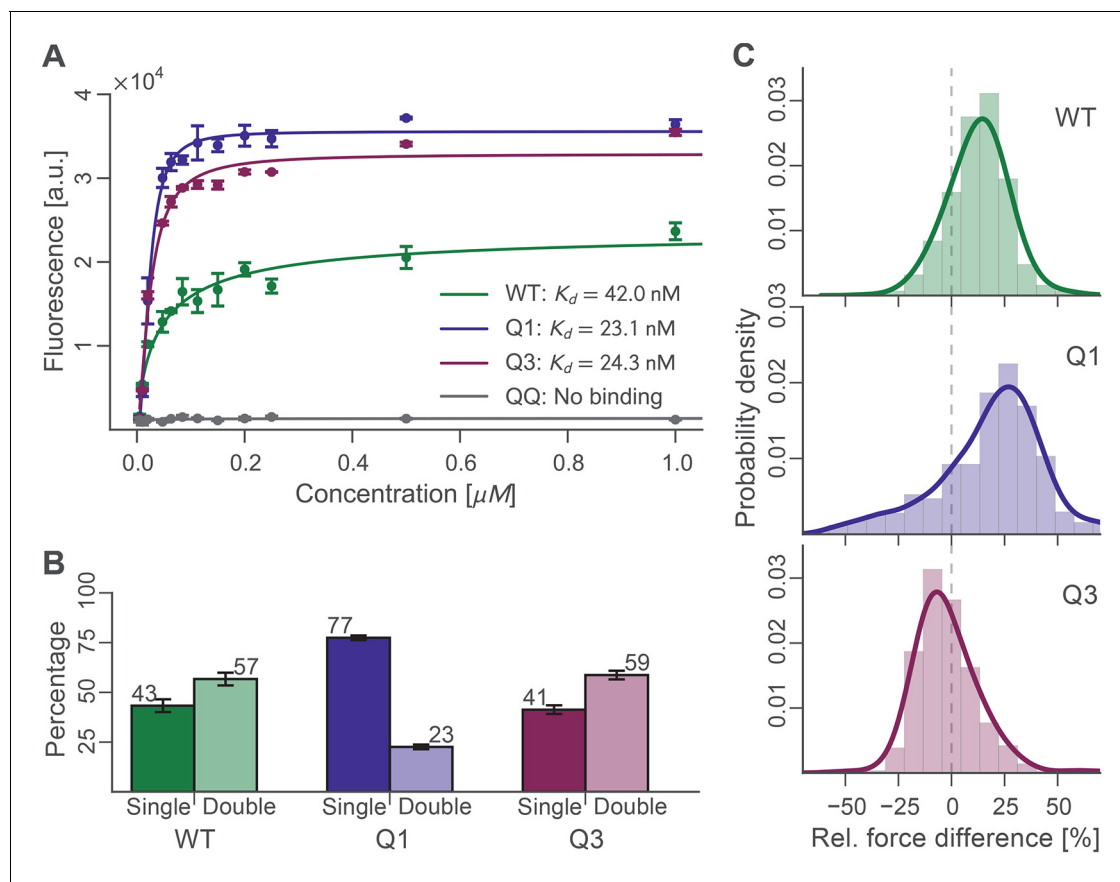 A
×10⁴
4
3
2
1
Fluorescence [a.u.]
WT: K_d = 42.0 nM
Q1: K_d = 23.1 nM
Q3: K_d = 24.3 nM
QQ: No binding
0.0 0.2 0.4 0.6 0.8 1.0
Concentration [μM]
B
100
75
50
25
Percentage
43 57 77 23 41 59
Single Double Single Double Single Double
WT Q1 Q3
C
WT
0.03
0.02
0.01
Q1
0.03
0.02
0.01
Q3
0.03
0.02
0.01
Probability density
−50 −25 0 25 50
Rel. force difference [%]